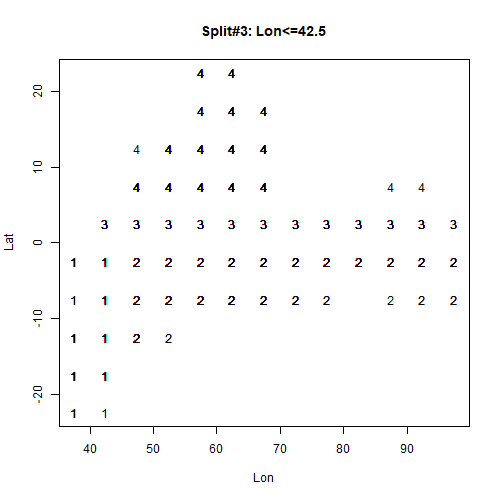 Split#3: Lon<=42.5
4 4
20
4 4 4
4 4 4 4 4
10
4 4 4 4 4 4 4
3 3 3 3 3 3 3 3 3 3 3 3
0
Lat
1 1 2 2 2 2 2 2 2 2 2 2 2
1 1 2 2 2 2 2 2 2 2 2 2
-10
1 1 2 2
1 1
-20
1 1
40 50 60 70 80 90
Lon